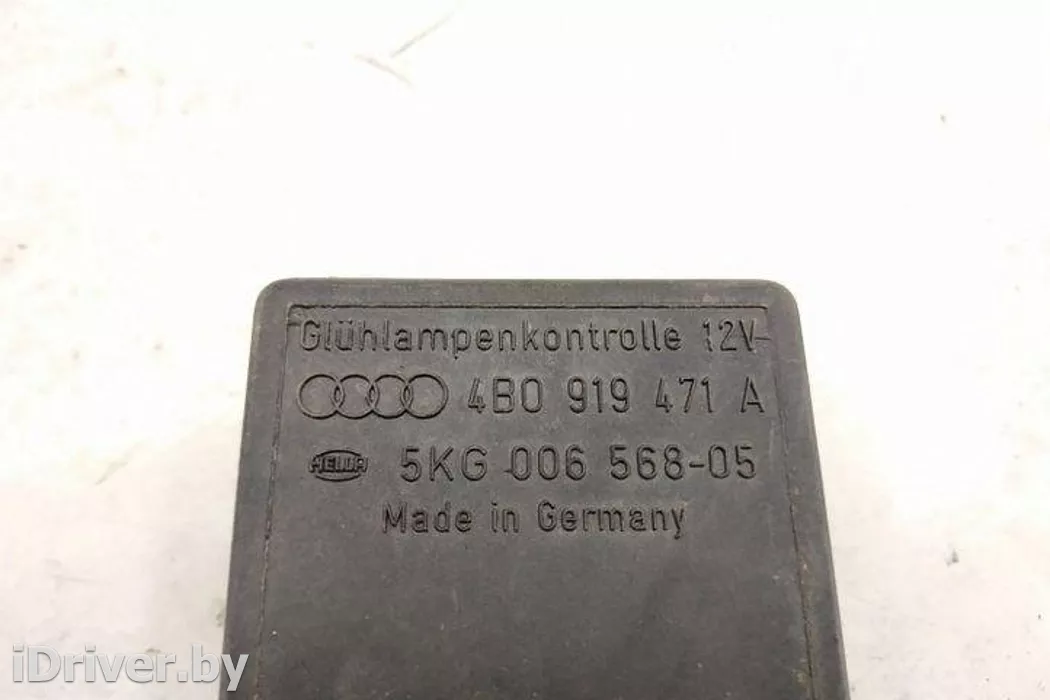 Glühlampenkontrolle 12V
4B0 919 471 A
HELLA 5KG 006 568-05
Made in Germany
iDriver.by